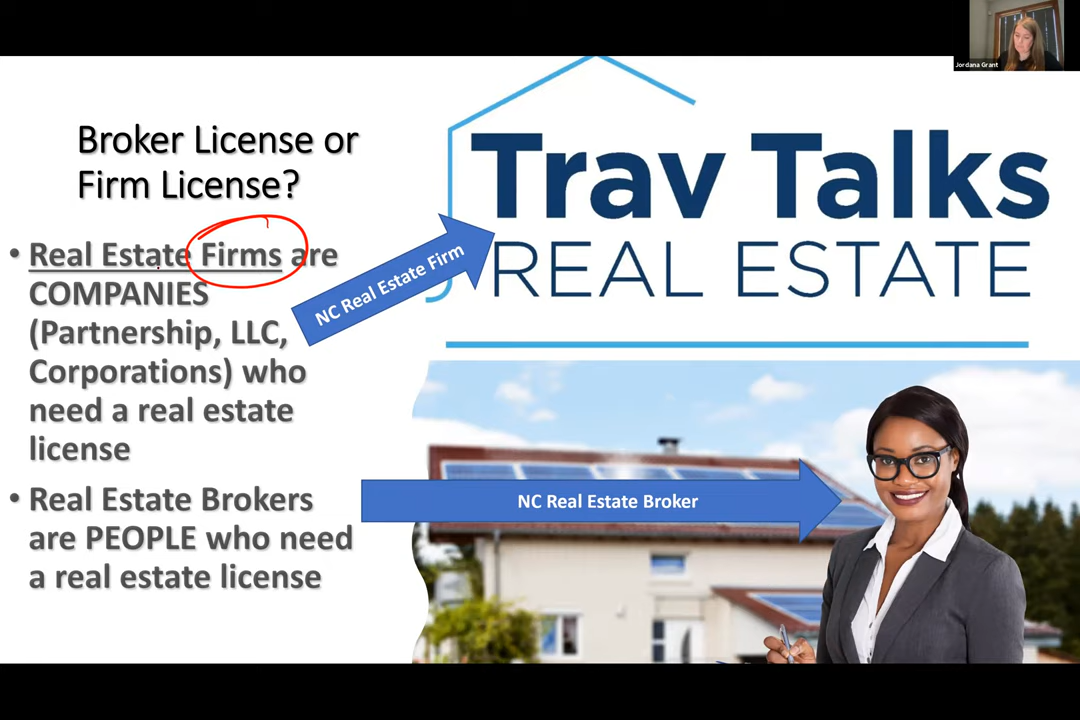 Jordana Grant
Broker License or
Firm License?
• Real Estate Firms are
COMPANIES
(Partnership, LLC,
Corporations) who
need a real estate
license
• Real Estate Brokers
are PEOPLE who need
a real estate license
NC Real Estate Firm
Trav Talks
REAL ESTATE
NC Real Estate Broker